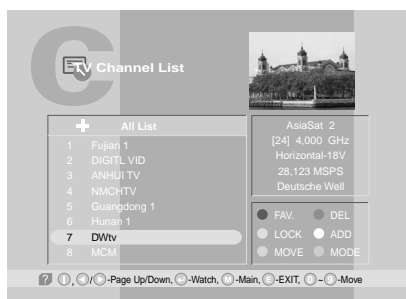 TV Channel List
All List
1 Fujian 1
2 DIGITL VID
3 ANHUI TV
4 NMCHTV
5 Guangdong 1
6 Hunan 1
7 DWtv
8 MCM
AsiaSat 2
[24] 4,000 GHz
Horizontal-18V
28,123 MSPS
Deutsche Well
FAV. DEL
LOCK ADD
MOVE MODE
? , / -Page Up/Down, -Watch, M -Main, E -EXIT, 0 ~ 9 -Move